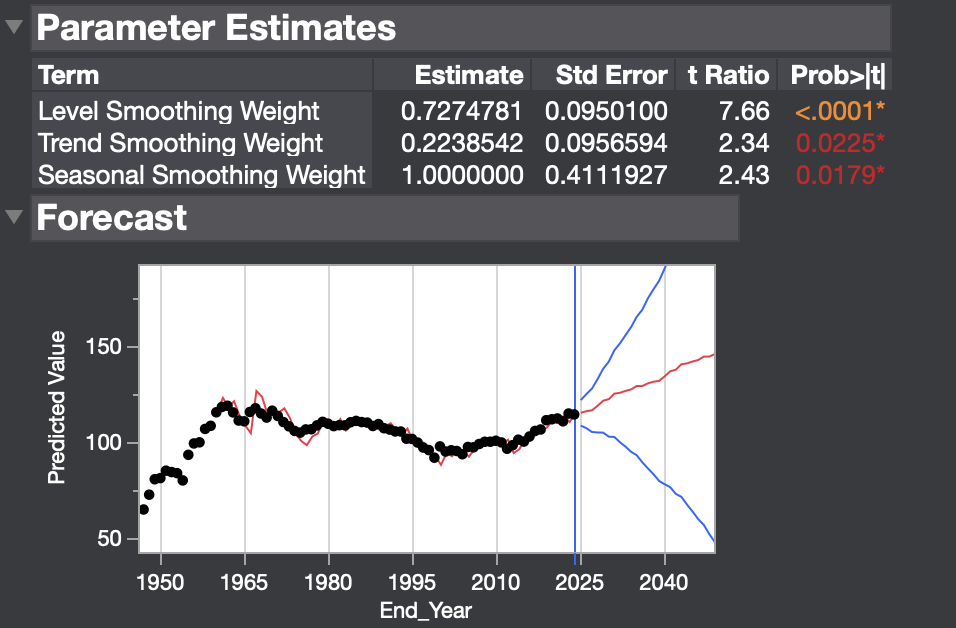 Parameter Estimates
Term Estimate Std Error t Ratio Prob>|t|
Level Smoothing Weight 0.7274781 0.0950100 7.66 <.0001*
Trend Smoothing Weight 0.2238542 0.0956594 2.34 0.0225*
Seasonal Smoothing Weight 1.0000000 0.4111927 2.43 0.0179*
Forecast
Predicted Value
150
100
50
1950 1965 1980 1995 2010 2025 2040
End_Year